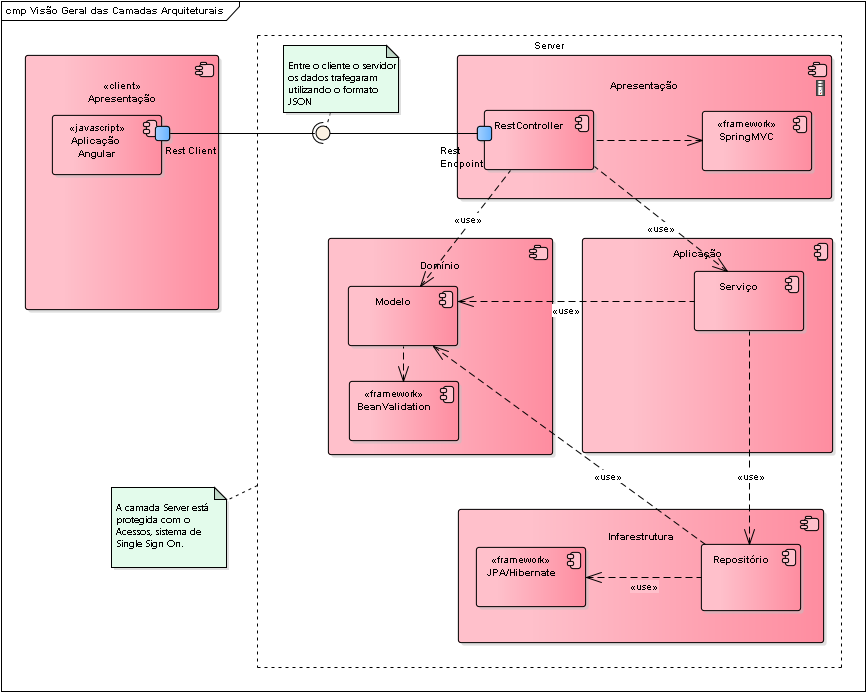 cmp Visão Geral das Camadas Arquiteturais
Server
Entre o cliente o servidor
os dados trafegaram
utilizando o formato
JSON
«client»
Apresentação
«javascript»
Aplicação
Angular
Rest Client
Apresentação
RestController
Rest
Endpoint
«framework»
SpringMVC
«use»
«use»
Domínio
Modelo
«framework»
BeanValidation
Aplicação
Serviço
«use»
«use»
«use»
A camada Server está
protegida com o
Acessos, sistema de
Single Sign On.
Infarestrutura
«framework»
JPA/Hibernate
Repositório
«use»